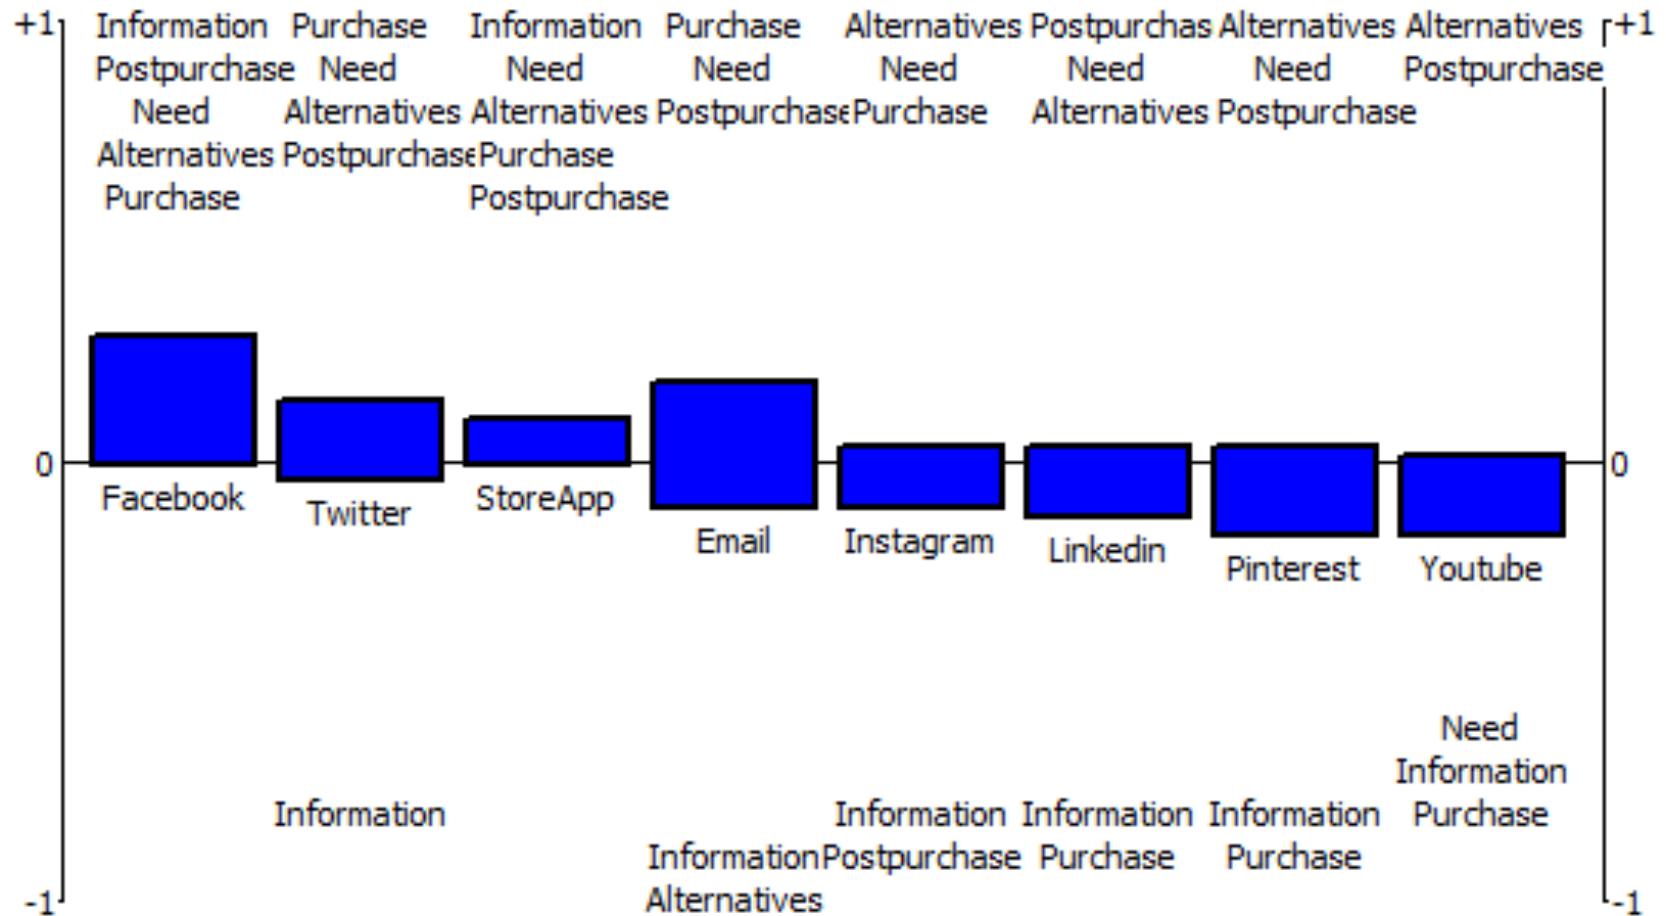 +1 Information Purchase Information Purchase Alternatives Postpurchas Alternatives Alternatives +1
Postpurchase Need Need Need Need Need Need Postpurchase
Need Alternatives Alternatives Postpurchase Purchase Alternatives Postpurchase
Alternatives Postpurchase Purchase
Purchase Postpurchase
0 0
Facebook Twitter StoreApp Email Instagram Linkedin Pinterest Youtube
Need
Information
Information Information Information Information Purchase
Information Postpurchase Purchase Purchase
-1 Alternatives -1